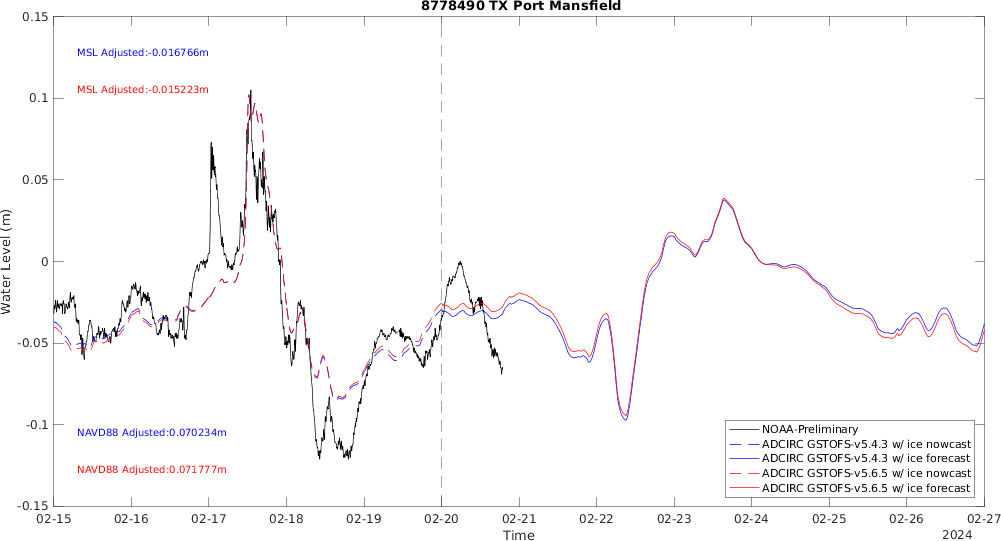 8778490 TX Port Mansfield
0.15
MSL Adjusted:-0.016766m
MSL Adjusted:-0.015223m
0.1
0.05
0
-0.05
-0.1
-0.15
Water Level (m)
NAVD88 Adjusted:0.070234m
NAVD88 Adjusted:0.071777m
NOAA-Preliminary
ADCIRC GSTOFS-v5.4.3 w/ ice nowcast
ADCIRC GSTOFS-v5.4.3 w/ ice forecast
ADCIRC GSTOFS-v5.6.5 w/ ice nowcast
ADCIRC GSTOFS-v5.6.5 w/ ice forecast
02-15 02-16 02-17 02-18 02-19 02-20 02-21 02-22 02-23 02-24 02-25 02-26 02-27
Time
2024